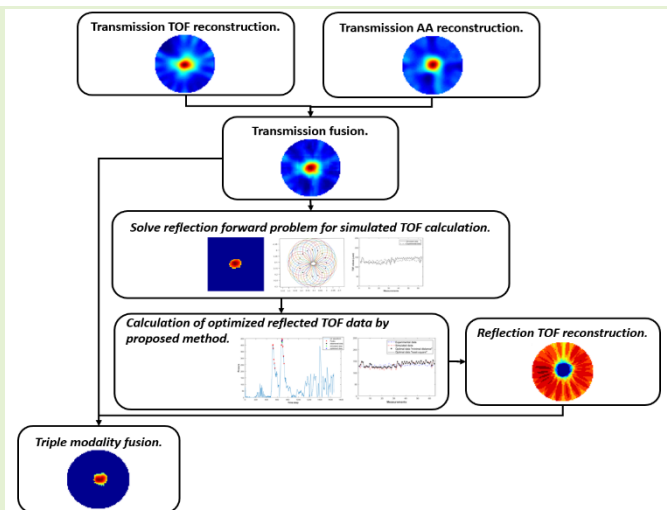 Transmission TOF reconstruction.
Transmission AA reconstruction.
Transmission fusion.
Solve reflection forward problem for simulated TOF calculation.
Calculation of optimized reflected TOF data by
proposed method.
Reflection TOF reconstruction.
Triple modality fusion.